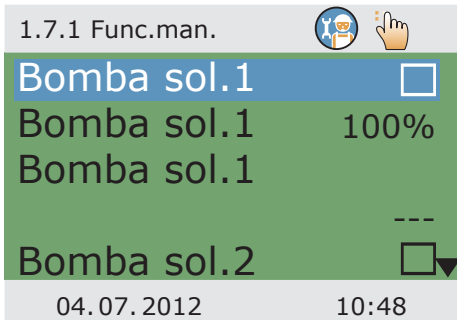 1.7.1 Func.man.
Bomba sol.1
Bomba sol.1 100%
Bomba sol.1
---
Bomba sol.2
04.07.2012 10:48